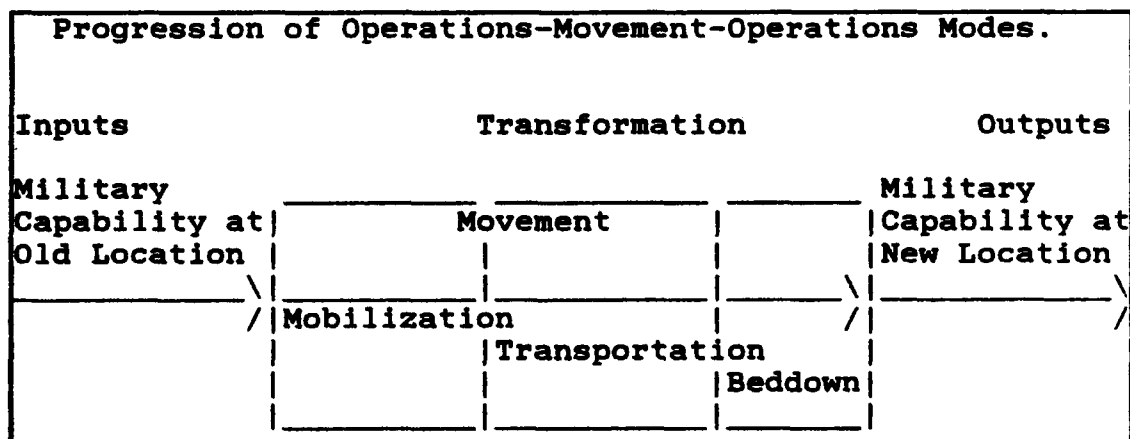 Progression of Operations-Movement-Operations Modes.
Inputs Transformation Outputs
Military Military
Capability at Movement Capability at
Old Location New Location
Mobilization
Transportation
Beddown